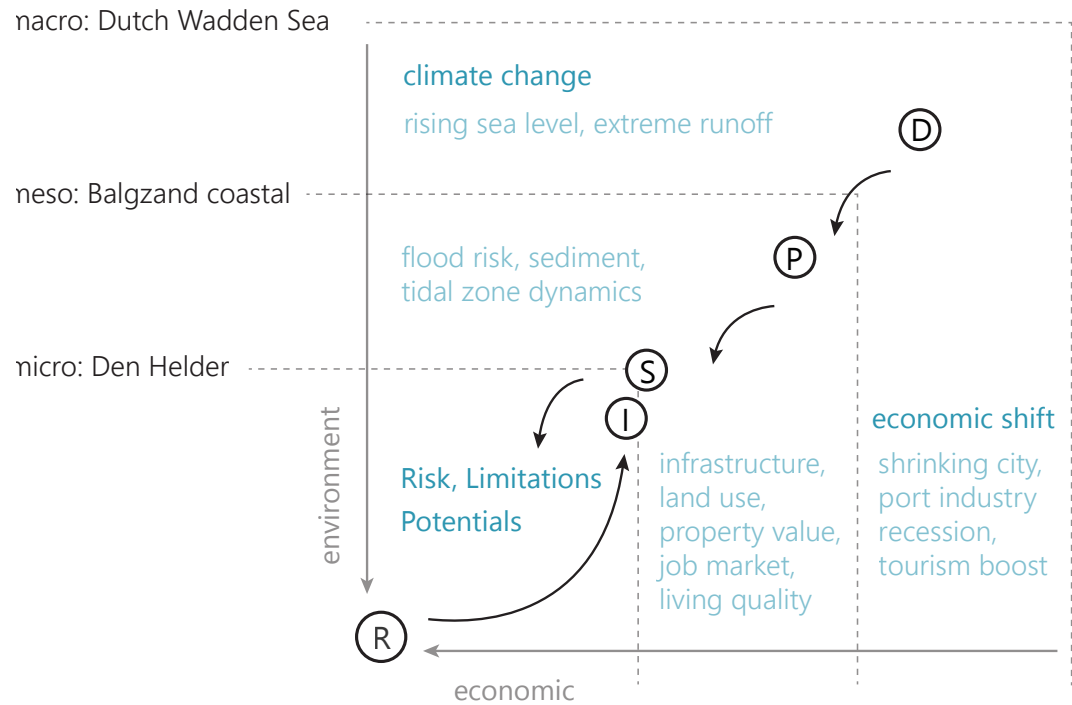 macro: Dutch Wadden Sea
climate change
rising sea level, extreme runoff
D
meso: Balgzand coastal
flood risk, sediment,
tidal zone dynamics
P
micro: Den Helder
S
I
environment
Risk, Limitations
Potentials
infrastructure,
land use,
property value,
job market,
living quality
economic shift
shrinking city,
port industry
recession,
tourism boost
R
economic